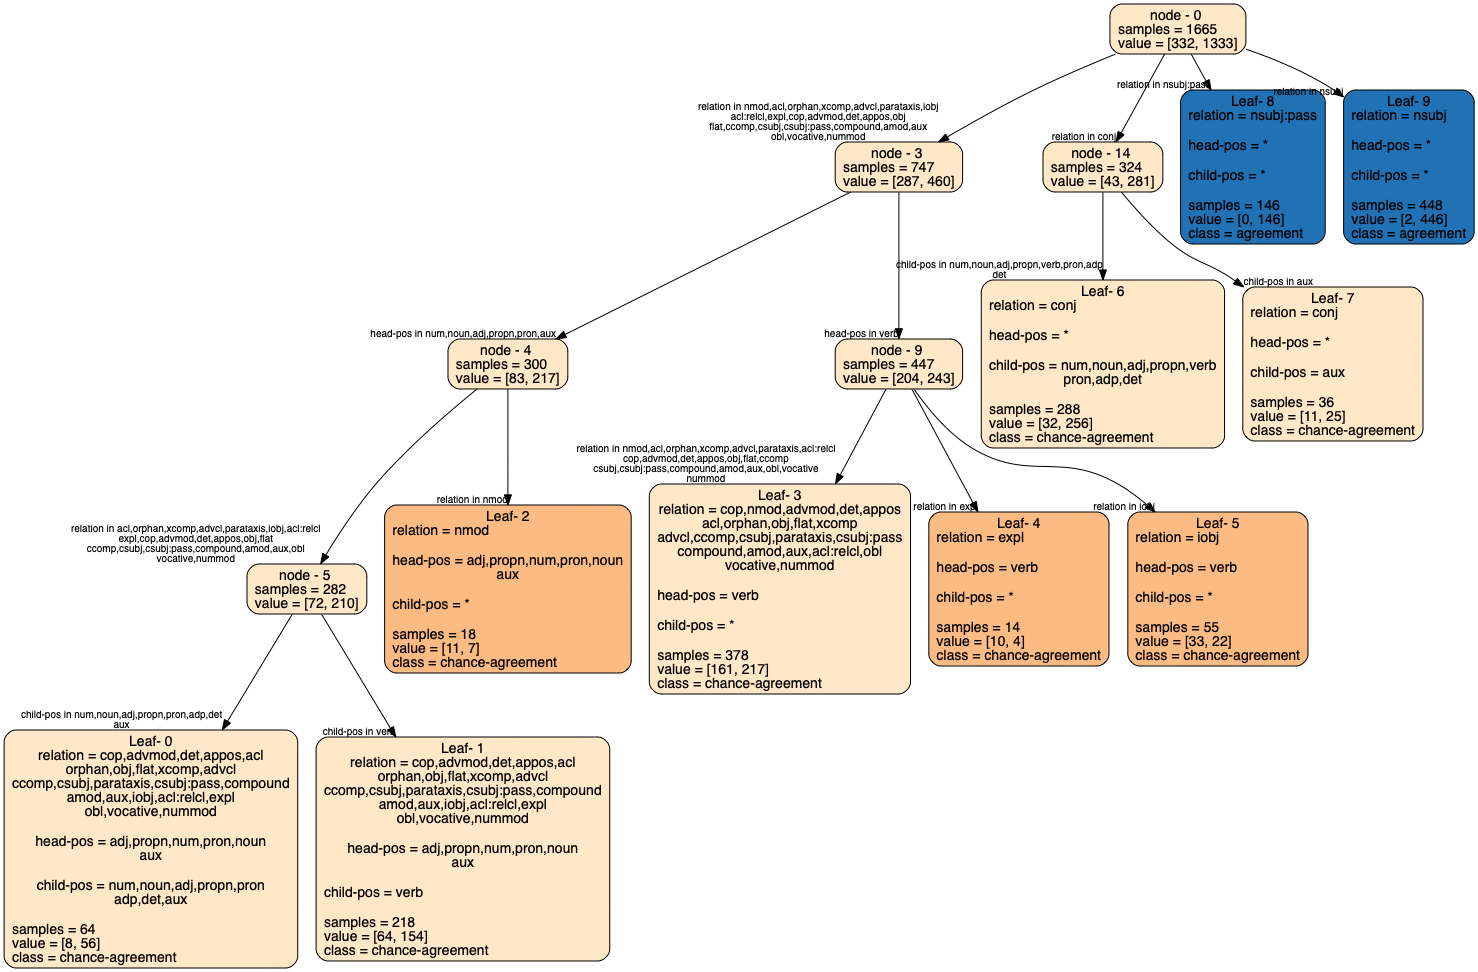 node - 0
samples = 1665
value = [332, 1333]
relation in nmod,acl,orphan,xcomp,advcl,parataxis,iobj
acl:relcl,expl,cop,advmod,det,appos,obj
flat,ccomp,csubj,csubj:pass,compound,amod,aux
obl,vocative,nummod
node - 3
samples = 747
value = [287, 460]
relation in conj
node - 14
samples = 324
value = [43, 281]
relation in nsubj:pass
Leaf- 8
relation = nsubj:pass
head-pos = *
child-pos = *
samples = 146
value = [0, 146]
class = agreement
relation in nsubj
Leaf- 9
relation = nsubj
head-pos = *
child-pos = *
samples = 448
value = [2, 446]
class = agreement
head-pos in num,noun,adj,propn,pron,aux
node - 4
samples = 300
value = [83, 217]
head-pos in verb
node - 9
samples = 447
value = [204, 243]
child-pos in num,noun,adj,propn,verb,pron,adp
det
Leaf- 6
relation = conj
head-pos = *
child-pos = num,noun,adj,propn,verb
pron,adp,det
samples = 288
value = [32, 256]
class = chance-agreement
child-pos in aux
Leaf- 7
relation = conj
head-pos = *
child-pos = aux
samples = 36
value = [11, 25]
class = chance-agreement
relation in acl,orphan,xcomp,advcl,parataxis,iobj,acl:relcl
expl,cop,advmod,det,appos,obj,flat
ccomp,csubj,csubj:pass,compound,amod,aux,obl
vocative,nummod
node - 5
samples = 282
value = [72, 210]
relation in nmod
Leaf- 2
relation = nmod
head-pos = adj,propn,num,pron,noun
aux
child-pos = *
samples = 18
value = [11, 7]
class = chance-agreement
relation in nmod,acl,orphan,xcomp,advcl,parataxis,acl:relcl
cop,advmod,det,appos,obj,flat,ccomp
csubj,csubj:pass,compound,amod,aux,obl,vocative
nummod
Leaf- 3
relation = cop,nmod,advmod,det,appos
acl,orphan,obj,flat,xcomp
advcl,ccomp,csubj,parataxis,csubj:pass
compound,amod,aux,acl:relcl,obl
vocative,nummod
head-pos = verb
child-pos = *
samples = 378
value = [161, 217]
class = chance-agreement
relation in expl
Leaf- 4
relation = expl
head-pos = verb
child-pos = *
samples = 14
value = [10, 4]
class = chance-agreement
relation in iobj
Leaf- 5
relation = iobj
head-pos = verb
child-pos = *
samples = 55
value = [33, 22]
class = chance-agreement
child-pos in num,noun,adj,propn,pron,adp,det
aux
Leaf- 0
relation = cop,advmod,det,appos,acl
orphan,obj,flat,xcomp,advcl
ccomp,csubj,parataxis,csubj:pass,compound
amod,aux,iobj,acl:relcl,expl
obl,vocative,nummod
head-pos = adj,propn,num,pron,noun
aux
child-pos = num,noun,adj,propn,pron
adp,det,aux
samples = 64
value = [8, 56]
class = chance-agreement
child-pos in verb
Leaf- 1
relation = cop,advmod,det,appos,acl
orphan,obj,flat,xcomp,advcl
ccomp,csubj,parataxis,csubj:pass,compound
amod,aux,iobj,acl:relcl,expl
obl,vocative,nummod
head-pos = adj,propn,num,pron,noun
aux
child-pos = verb
samples = 218
value = [64, 154]
class = chance-agreement